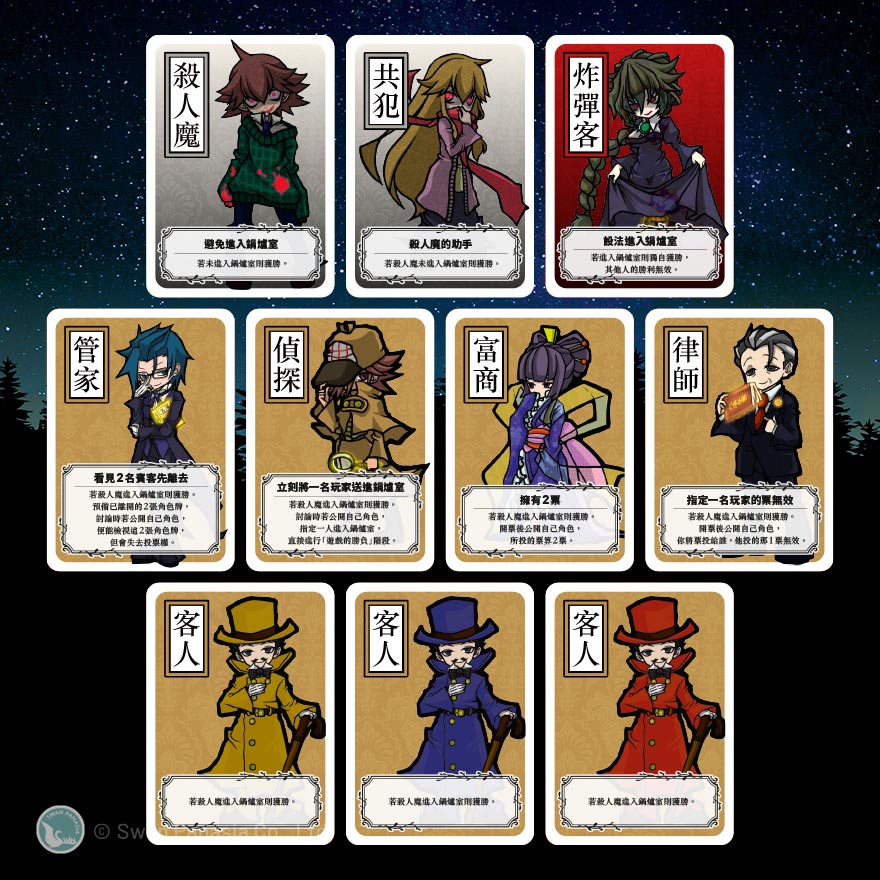 殺人魔
避免進入鍋爐室
若未進入鍋爐室則獲勝。
共犯
殺人魔的助手
若殺人魔未進入鍋爐室則獲勝。
炸彈客
設法進入鍋爐室
若進入鍋爐室則獨自獲勝，
其他人的勝利無效。
管家
看見2名賓客先離去
若殺人魔進入鍋爐室則獲勝。
預備已離開的2張角色牌，
討論時若公開自己角色，
便能檢視這2張角色牌，
但會失去投票權。
偵探
立刻將一名玩家送進鍋爐室
若殺人魔進入鍋爐室則獲勝。
討論時若公開自己角色，
指定一人進入鍋爐室，
直接進行「遊戲的勝負」階段。
富商
擁有2票
若殺人魔進入鍋爐室則獲勝。
開票後公開自己角色，
所投的票算2票。
律師
指定一名玩家的票無效
若殺人魔進入鍋爐室則獲勝。
開票後公開自己角色，
你將票投給誰，他投的那1票無效。
客人
若殺人魔進入鍋爐室則獲勝。
客人
若殺人魔進入鍋爐室則獲勝。
客人
若殺人魔進入鍋爐室則獲勝。
SWAN PANASIA